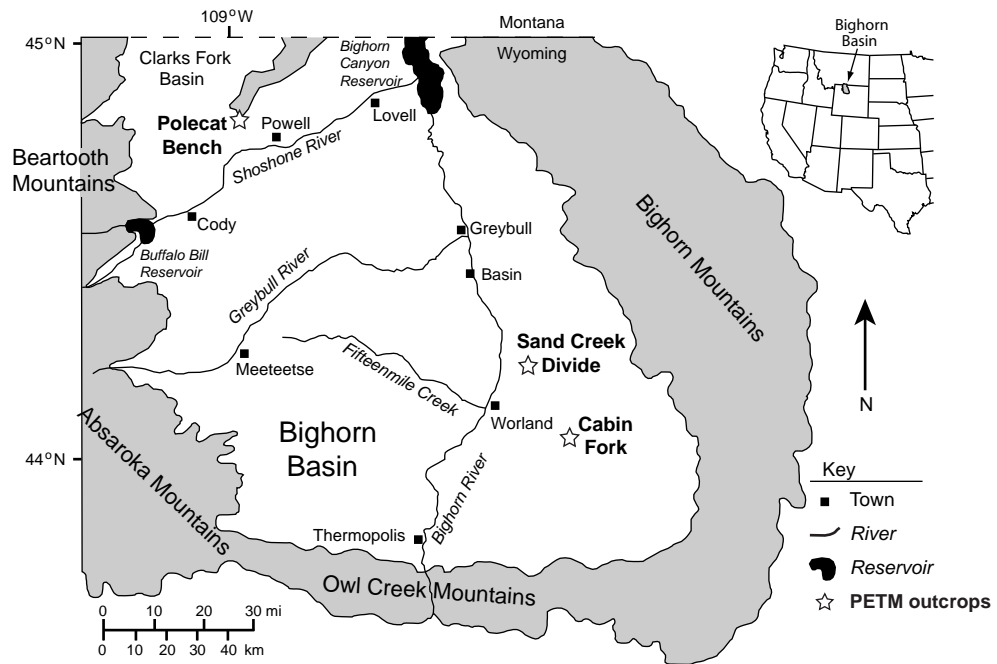 109°W
Montana
Wyoming
45°N
Clarks Fork
Basin
Bighorn
Canyon
Reservoir
Bighorn
Basin
Polecat
Bench
Powell
Lovell
Shoshone River
Beartooth
Mountains
Cody
Buffalo Bill
Reservoir
Greybull
Basin
Greybull River
Bighorn Mountains
Sand Creek
Divide
Meeteetse
Fifteenmile Creek
Worland
Cabin
Fork
N
Absaroka Mountains
Bighorn
Basin
44°N
Bighorn River
Thermopolis
Owl Creek Mountains
Key
Town
River
Reservoir
PETM outcrops
0 10 20 30 mi
0 10 20 30 40 km